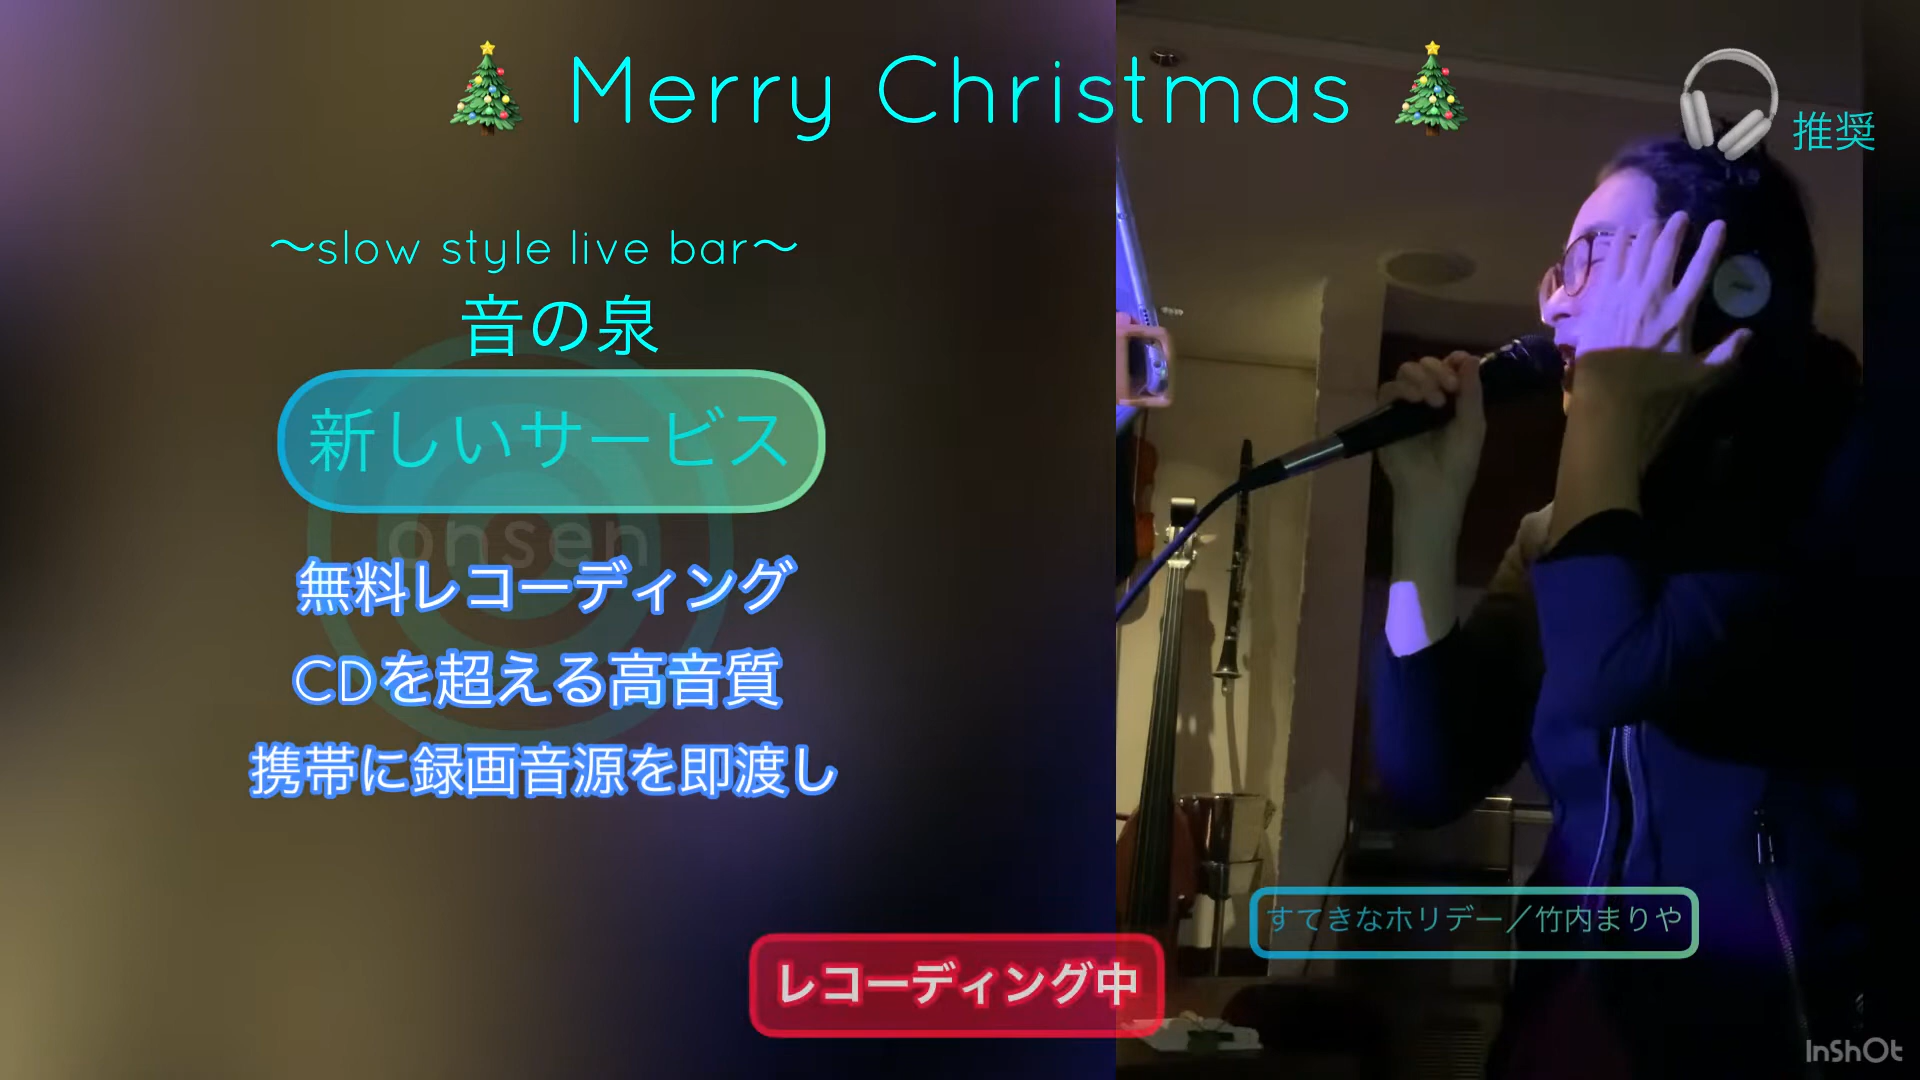 Merry Christmas
推奨
〜slow style live bar〜
音の泉
新しいサービス
onsen
無料レコーディング
CDを超える高音質
携帯に録画音源を即渡し
すてきなホリデー／竹内まりや
レコーディング中
InShOt